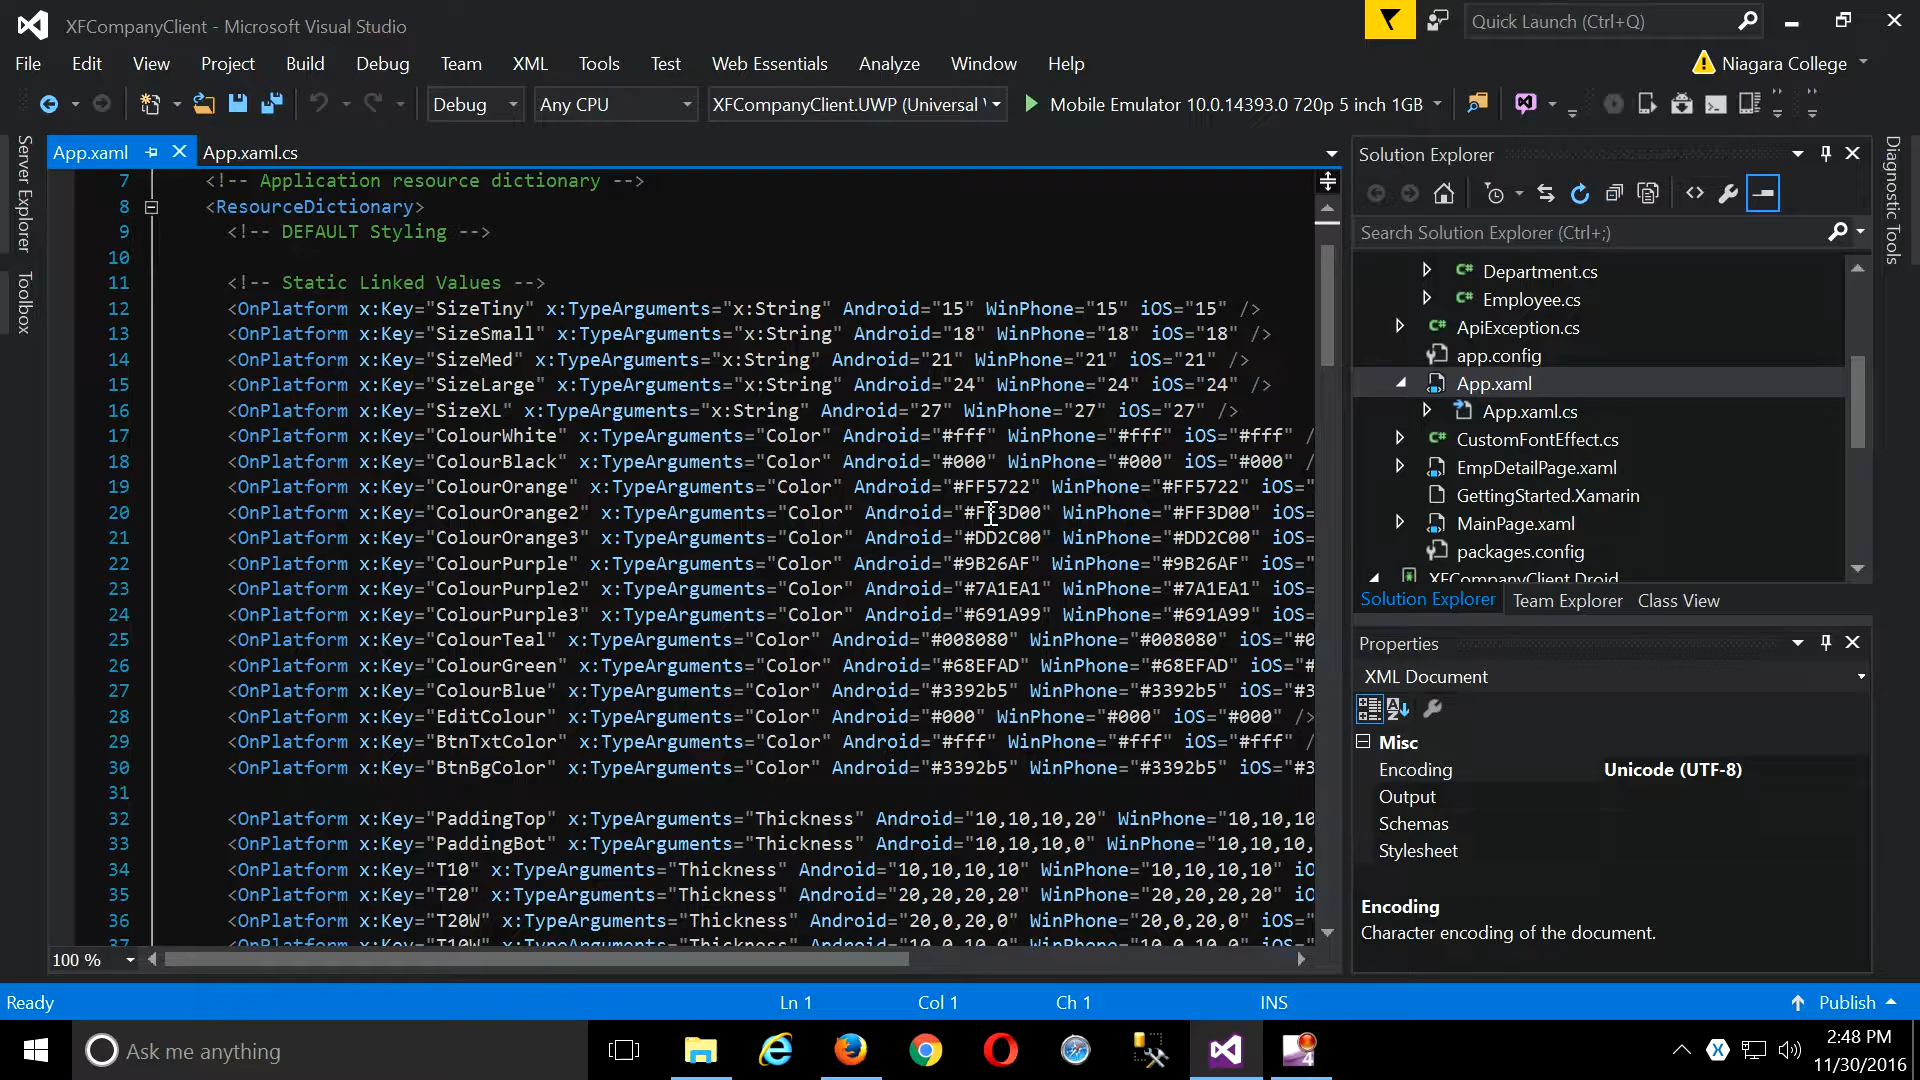 XFCompanyClient - Microsoft Visual Studio
Quick Launch (Ctrl+Q)
File Edit View Project Build Debug Team XML Tools Test Web Essentials Analyze Window Help
Niagara College
Debug Any CPU XFCompanyClient.UWP (Universal Mobile Emulator 10.0.14393.0 720p 5 inch 1GB
Server Explorer
Toolbox
App.xaml App.xaml.cs
7 <!-- Application resource dictionary -->
8 <ResourceDictionary>
9 <!-- DEFAULT Styling -->
10
11 <!-- Static Linked Values -->
12 <OnPlatform x:Key="SizeTiny" x:TypeArguments="x:String" Android="15" WinPhone="15" iOS="15" />
13 <OnPlatform x:Key="SizeSmall" x:TypeArguments="x:String" Android="18" WinPhone="18" iOS="18" />
14 <OnPlatform x:Key="SizeMed" x:TypeArguments="x:String" Android="21" WinPhone="21" iOS="21" />
15 <OnPlatform x:Key="SizeLarge" x:TypeArguments="x:String" Android="24" WinPhone="24" iOS="24" />
16 <OnPlatform x:Key="SizeXL" x:TypeArguments="x:String" Android="27" WinPhone="27" iOS="27" />
17 <OnPlatform x:Key="ColourWhite" x:TypeArguments="Color" Android="#fff" WinPhone="#fff" iOS="#fff" /
18 <OnPlatform x:Key="ColourBlack" x:TypeArguments="Color" Android="#000" WinPhone="#000" iOS="#000" /
19 <OnPlatform x:Key="ColourOrange" x:TypeArguments="Color" Android="#FF5722" WinPhone="#FF5722" iOS="
20 <OnPlatform x:Key="ColourOrange2" x:TypeArguments="Color" Android="#FF3D00" WinPhone="#FF3D00" iOS=
21 <OnPlatform x:Key="ColourOrange3" x:TypeArguments="Color" Android="#DD2C00" WinPhone="#DD2C00" iOS=
22 <OnPlatform x:Key="ColourPurple" x:TypeArguments="Color" Android="#9B26AF" WinPhone="#9B26AF" iOS="
23 <OnPlatform x:Key="ColourPurple2" x:TypeArguments="Color" Android="#7A1EA1" WinPhone="#7A1EA1" iOS=
24 <OnPlatform x:Key="ColourPurple3" x:TypeArguments="Color" Android="#691A99" WinPhone="#691A99" iOS=
25 <OnPlatform x:Key="ColourTeal" x:TypeArguments="Color" Android="#008080" WinPhone="#008080" iOS="#0
26 <OnPlatform x:Key="ColourGreen" x:TypeArguments="Color" Android="#68EFAD" WinPhone="#68EFAD" iOS="#
27 <OnPlatform x:Key="ColourBlue" x:TypeArguments="Color" Android="#3392b5" WinPhone="#3392b5" iOS="#3
28 <OnPlatform x:Key="EditColour" x:TypeArguments="Color" Android="#000" WinPhone="#000" iOS="#000" />
29 <OnPlatform x:Key="BtnTxtColor" x:TypeArguments="Color" Android="#fff" WinPhone="#fff" iOS="#fff" /
30 <OnPlatform x:Key="BtnBgColor" x:TypeArguments="Color" Android="#3392b5" WinPhone="#3392b5" iOS="#3
31
32 <OnPlatform x:Key="PaddingTop" x:TypeArguments="Thickness" Android="10,10,10,20" WinPhone="10,10,10
33 <OnPlatform x:Key="PaddingBot" x:TypeArguments="Thickness" Android="10,10,10,0" WinPhone="10,10,10,
34 <OnPlatform x:Key="T10" x:TypeArguments="Thickness" Android="10,10,10,10" WinPhone="10,10,10,10" iO
35 <OnPlatform x:Key="T20" x:TypeArguments="Thickness" Android="20,20,20,20" WinPhone="20,20,20,20" iO
36 <OnPlatform x:Key="T20W" x:TypeArguments="Thickness" Android="20,0,20,0" WinPhone="20,0,20,0" iOS="
37 <OnPlatform x:Key="T10W" x:TypeArguments="Thickness" Android="10,0,10,0" WinPhone="10,0,10,0" iOS="
100 %
Solution Explorer
Search Solution Explorer (Ctrl+;)
C# Department.cs
C# Employee.cs
C# ApiException.cs
app.config
App.xaml
App.xaml.cs
C# CustomFontEffect.cs
EmpDetailPage.xaml
GettingStarted.Xamarin
MainPage.xaml
packages.config
XFCompanyClient.Droid
Solution Explorer Team Explorer Class View
Properties
XML Document
Misc
Encoding Unicode (UTF-8)
Output
Schemas
Stylesheet
Encoding
Character encoding of the document.
Diagnostic Tools
Ready Ln 1 Col 1 Ch 1 INS Publish
Ask me anything
2:48 PM
11/30/2016